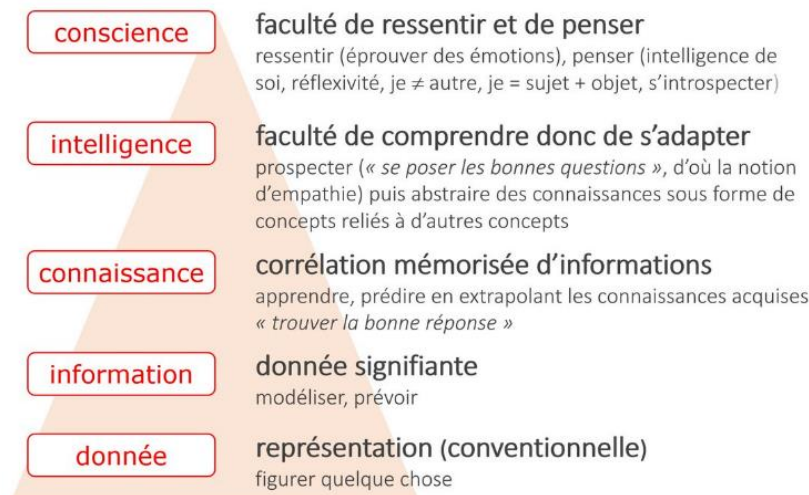 conscience
faculté de ressentir et de penser
ressentir (éprouver des émotions), penser (intelligence de
soi, réflexivité, je ≠ autre, je = sujet + objet, s’introspecter)
intelligence
faculté de comprendre donc de s’adapter
prospecter (« se poser les bonnes questions », d’où la notion
d’empathie) puis abstraire des connaissances sous forme de
concepts reliés à d’autres concepts
connaissance
corrélation mémorisée d’informations
apprendre, prédire en extrapolant les connaissances acquises
« trouver la bonne réponse »
information
donnée signifiante
modéliser, prévoir
donnée
représentation (conventionnelle)
figurer quelque chose